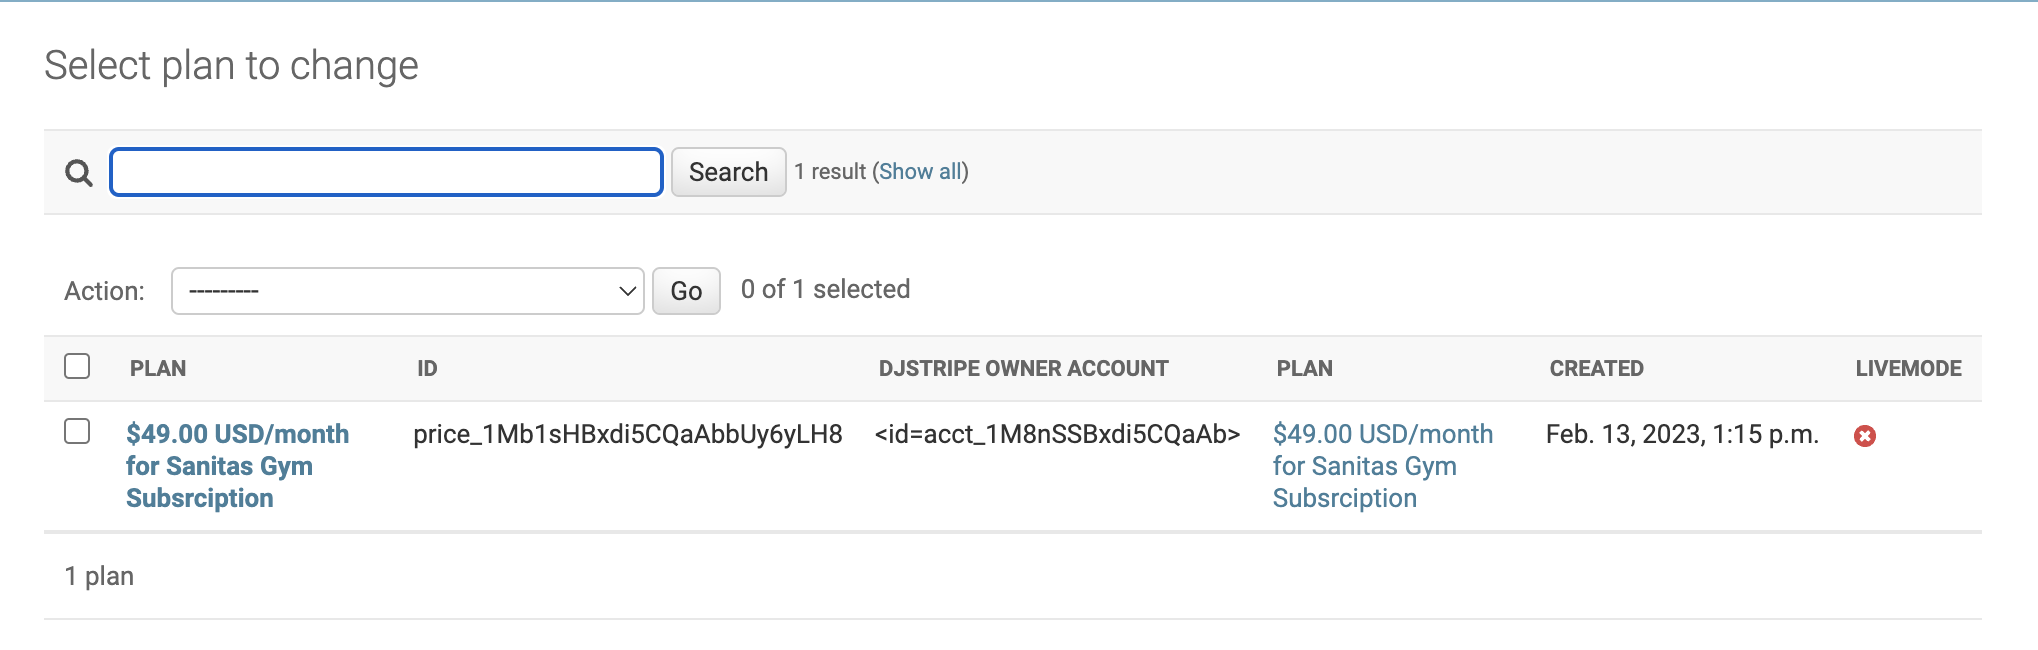 Select plan to change
Search 1 result (Show all)
Action: --------- Go 0 of 1 selected
PLAN ID DJSTRIPE OWNER ACCOUNT PLAN CREATED LIVEMODE
$49.00 USD/month price_1Mb1sHBxdi5CQaAbbUy6yLH8 <id=acct_1M8nSSBxdi5CQaAb> $49.00 USD/month Feb. 13, 2023, 1:15 p.m.
for Sanitas Gym for Sanitas Gym
Subsrciption Subsrciption
1 plan